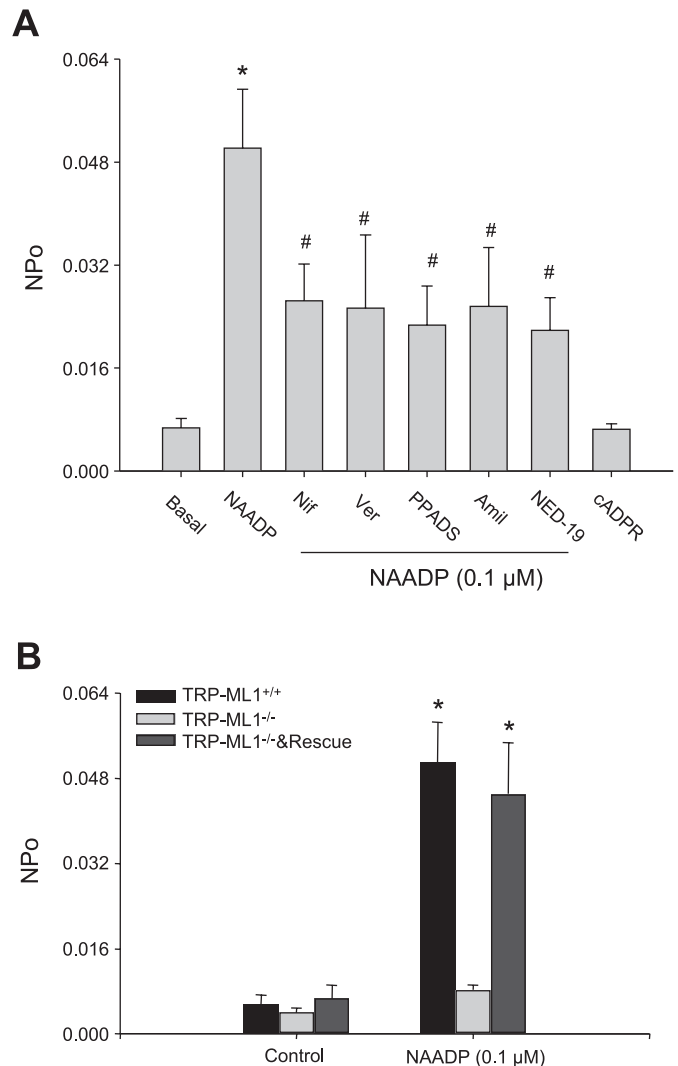 A
0.064
0.048
0.032
0.016
0.000
NPo
*
#
#
#
#
#
Basal
NAADP
Nif
Ver
PPADS
Amil
NED-19
cADPR
NAADP (0.1 μM)
B
0.064
0.048
0.032
0.016
0.000
NPo
TRP-ML1+/+
TRP-ML1-/-
TRP-ML1-/-&Rescue
*
*
Control
NAADP (0.1 μM)